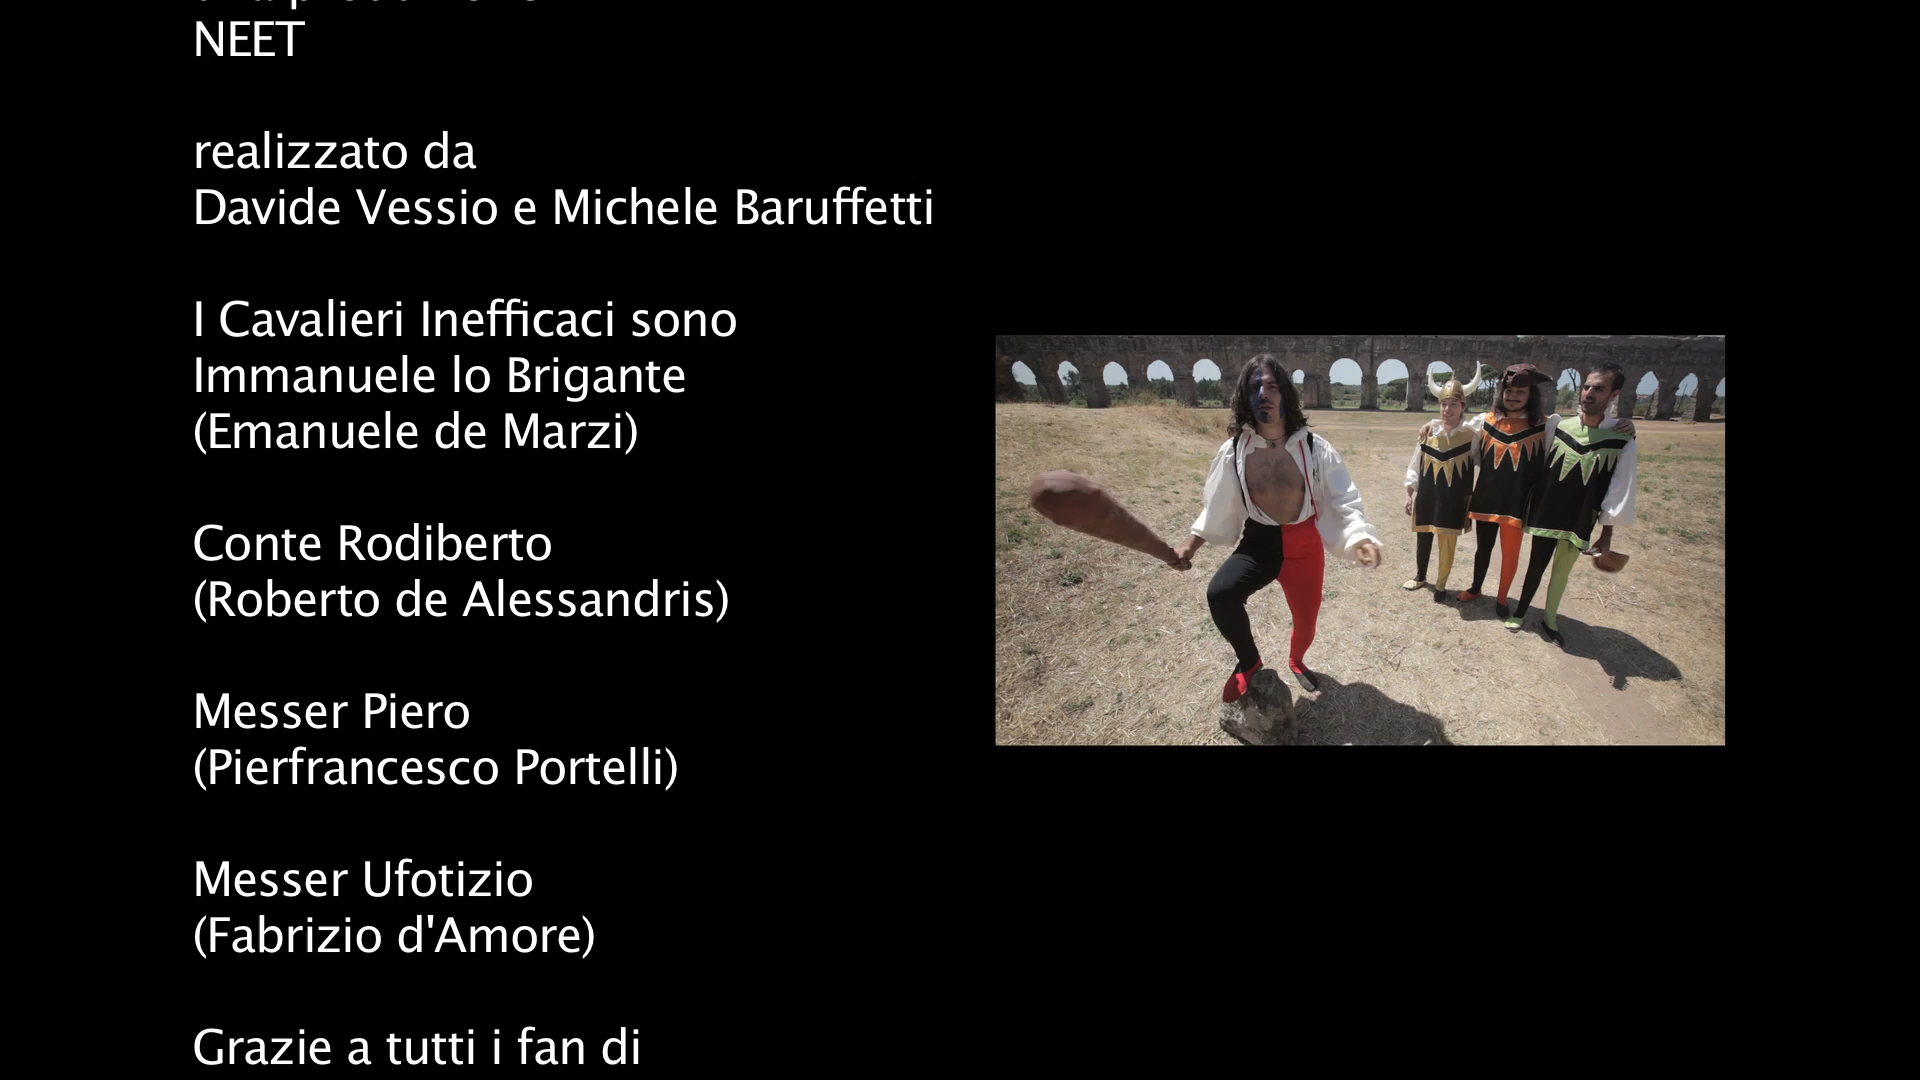 NEET
realizzato da
Davide Vessio e Michele Baruffetti
I Cavalieri Inefficaci sono
Immanuele lo Brigante
(Emanuele de Marzi)
Conte Rodiberto
(Roberto de Alessandris)
Messer Piero
(Pierfrancesco Portelli)
Messer Ufotizio
(Fabrizio d'Amore)
Grazie a tutti i fan di